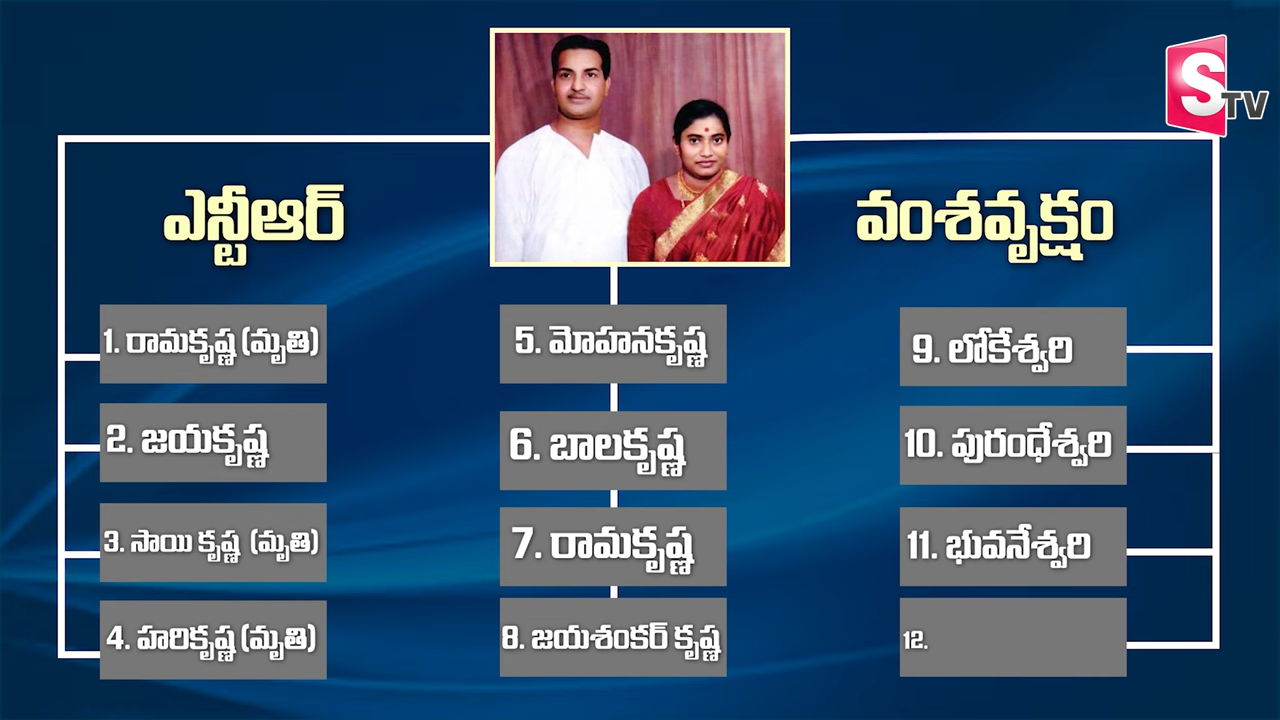 S TV
ఎన్టీఆర్
వంశవృక్షం
1. రామకృష్ణ (మృతి)
2. జయకృష్ణ
3. సాయి కృష్ణ (మృతి)
4. హరికృష్ణ (మృతి)
5. మోహనకృష్ణ
6. బాలకృష్ణ
7. రామకృష్ణ
8. జయశంకర్ కృష్ణ
9. లోకేశ్వరి
10. పురంధేశ్వరి
11. భువనేశ్వరి
12.